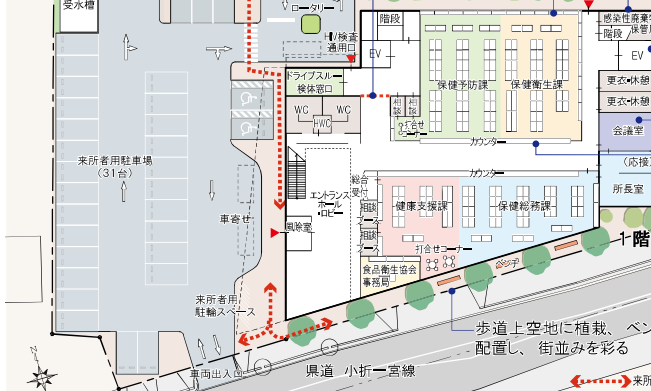 受水槽
ロータリー
HIV検査
通用口
階段
EV
ドライブスルー
検体窓口
WC
WC
HWC
相談
相談
打合せ
コーナー
保健予防課
保健衛生課
カウンター
カウンター
感染性廃棄
保管
階段
EV
更衣・休憩
更衣・休憩
会議室
(応接)
所長室
来所者用駐車場
(31台)
車寄せ
風除室
エントランス
ホール
・ロビー
総合
受付
相談
ブース
相談
ブース
健康支援課
保健総務課
打合せコーナー
食品衛生協会
事務局
ベンチ
1階
来所者用
駐輪スペース
車両出入口
県道 小折一宮線
歩道上空地に植栽、ベン
配置し、街並みを彩る
来所
N